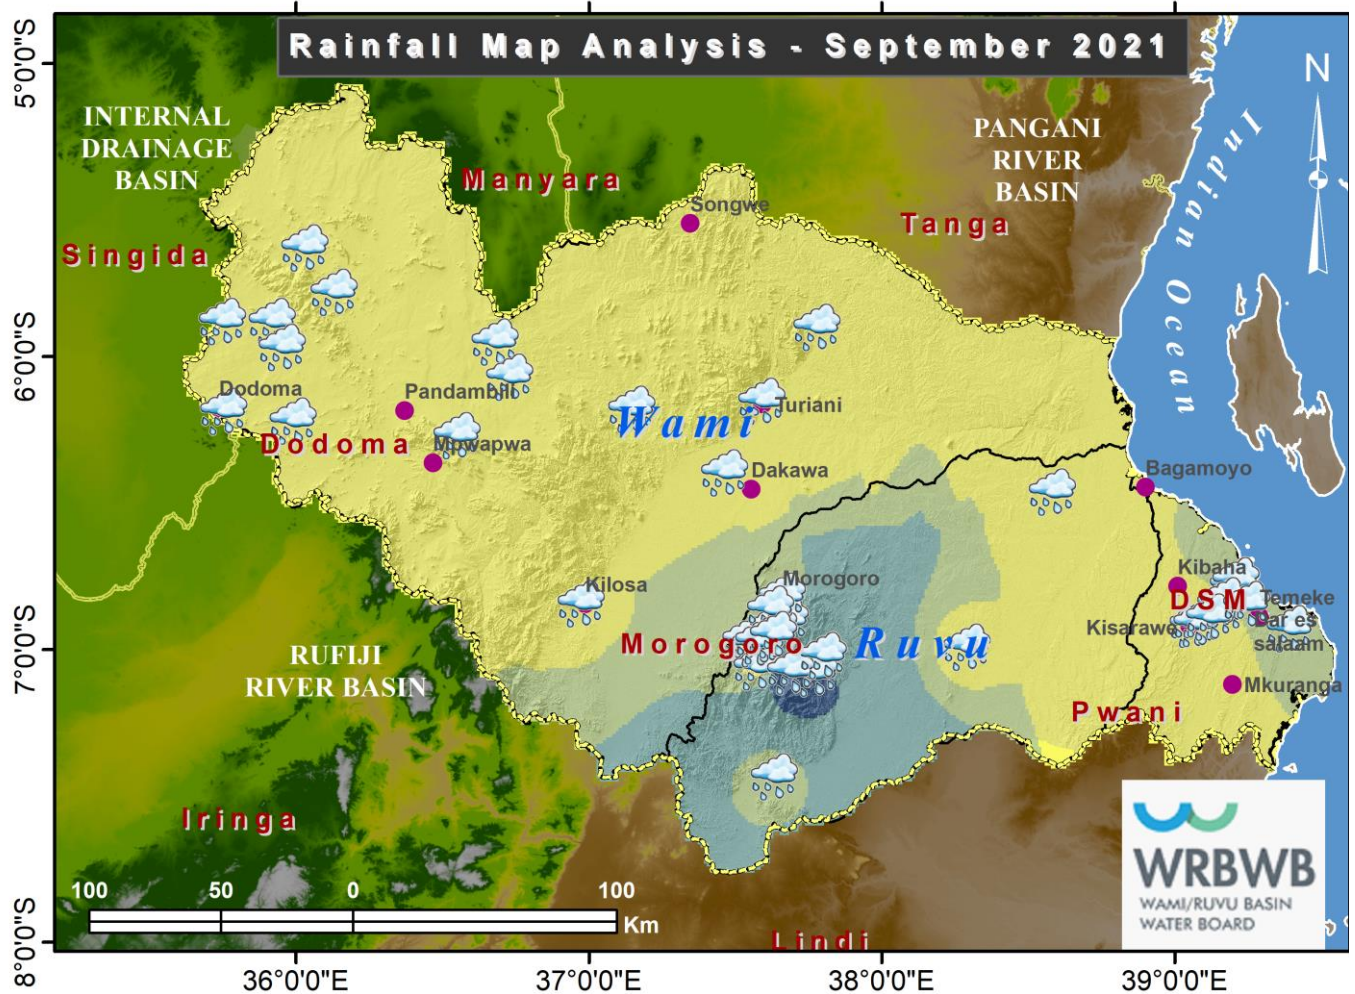 Rainfall Map Analysis - September 2021
5°0'0"S
6°0'0"S
7°0'0"S
8°0'0"S
N
INTERNAL
DRAINAGE
BASIN
PANGANI
RIVER
BASIN
Indian Ocean
Manyara
Songwe
Tanga
Singida
Dodoma
Pandambili
Turiani
Wami
Dodoma
Mpwapwa
Dakawa
Bagamoyo
Kibaha
Kilosa
Morogoro
DSM
Temeke
Kisarawe
Dar es
salaam
Morogoro
Ruvu
RUFIJI
RIVER BASIN
Mkuranga
Pwani
Iringa
Lindi
100 50 0 100
Km
WRBWB
WAMI/RUVU BASIN
WATER BOARD
36°0'0"E
37°0'0"E
38°0'0"E
39°0'0"E